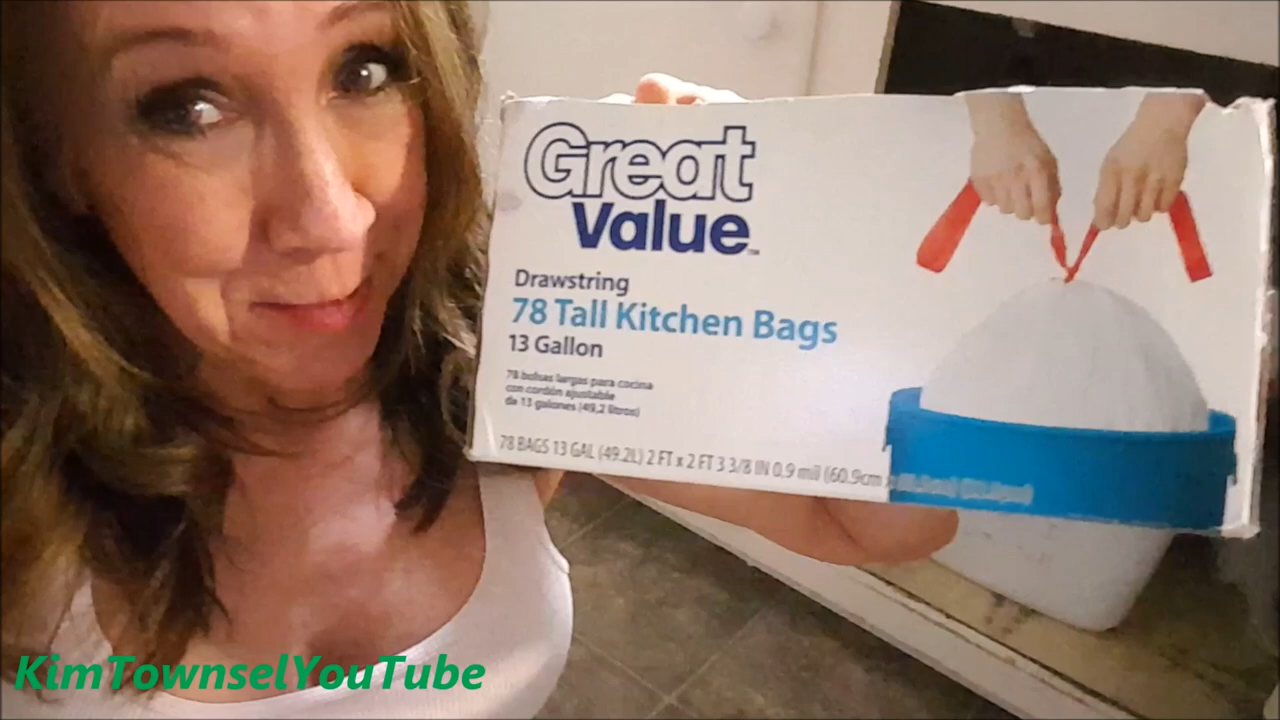 Great
Value™
Drawstring
78 Tall Kitchen Bags
13 Gallon
78 bolsas largas para cocina
con cordón ajustable
de 13 galones (49,2 litros)
78 BAGS 13 GAL (49.2L) 2 FT x 2 FT 3 3/8 IN 0.9 mil (60.9cm
KimTownselYouTube